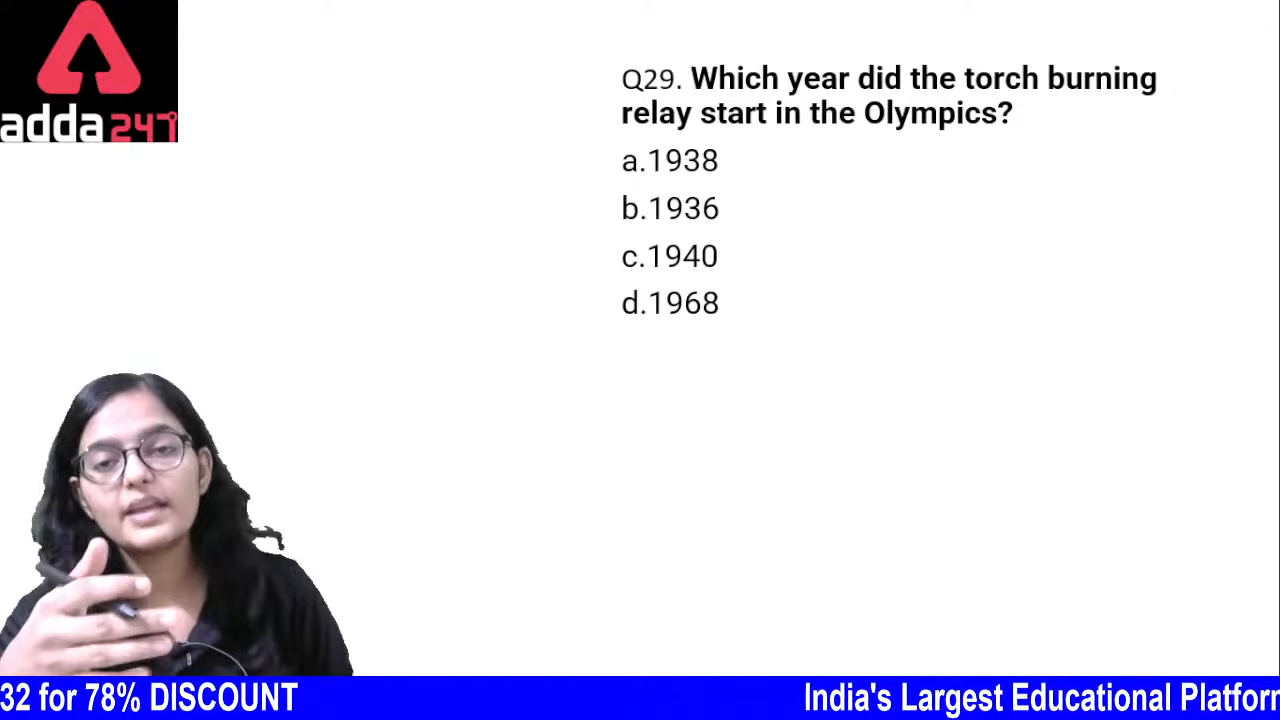 adda247
Q29. Which year did the torch burning
relay start in the Olympics?
a.1938
b.1936
c.1940
d.1968
32 for 78% DISCOUNT
India's Largest Educational Platforr